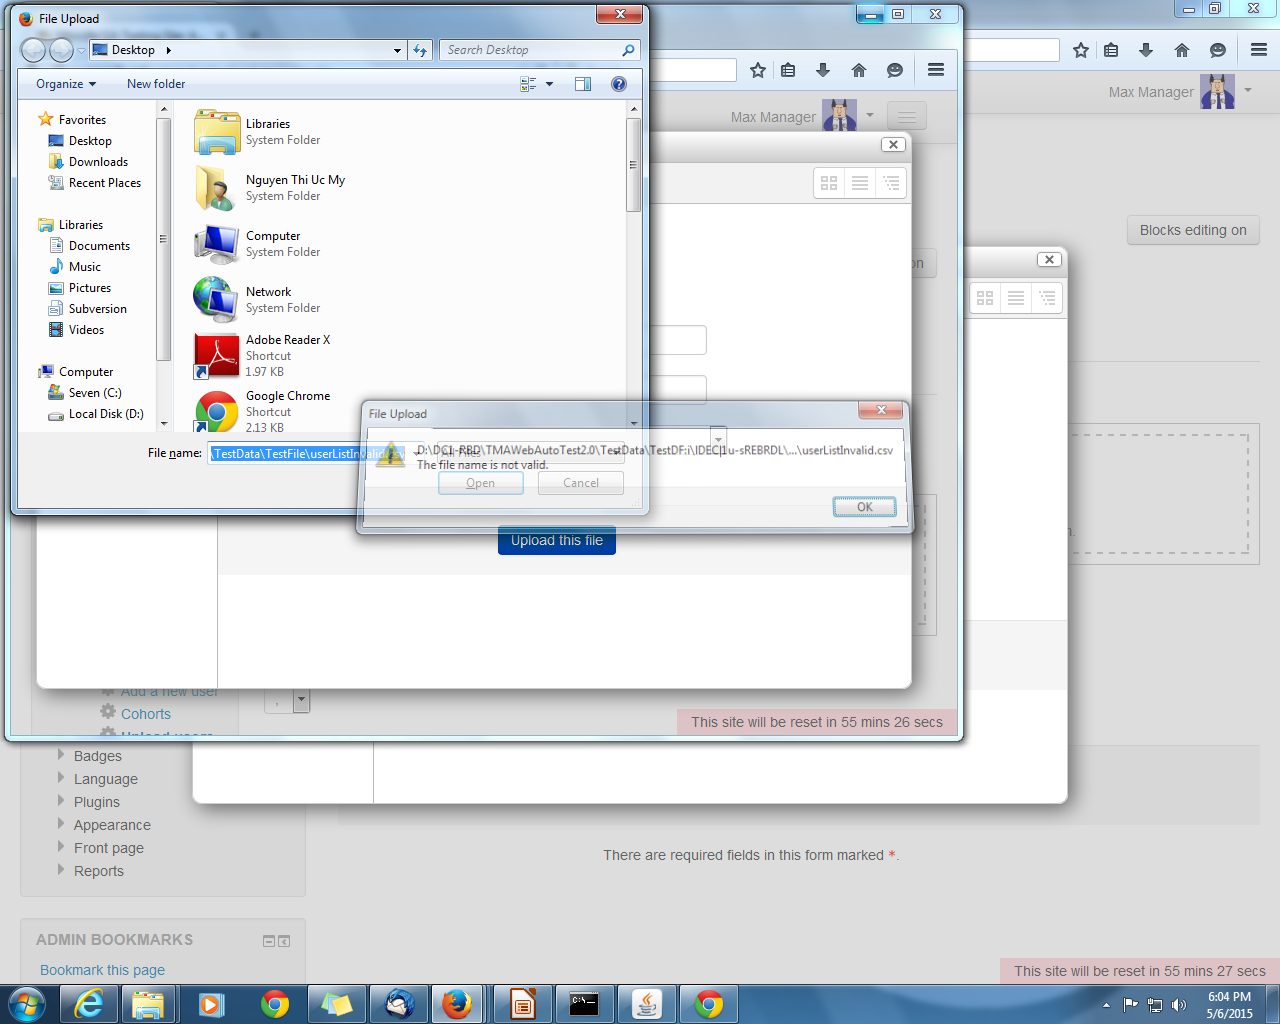 File Upload
Desktop
Search Desktop
Organize
New folder
Favorites
Desktop
Downloads
Recent Places
Libraries
Documents
Music
Pictures
Subversion
Videos
Computer
Seven (C:)
Local Disk (D:)
Libraries
System Folder
Nguyen Thi Uc My
System Folder
Computer
System Folder
Network
System Folder
Adobe Reader X
Shortcut
1.97 KB
Google Chrome
Shortcut
2.13 KB
File name:
\TestData\TestFile\userListInvalid.csv
All Files
Open
Cancel
File Upload
D:\DC1-RBD\TMAWebAutoTest2.0\TestData\TestDF:i\IDEC|1u-sREBRDL\...\userListInvalid.csv
The file name is not valid.
OK
Upload this file
Max Manager
Max Manager
Blocks editing on
on
Add a new user
Cohorts
Upload users
This site will be reset in 55 mins 26 secs
Badges
Language
Plugins
Appearance
Front page
Reports
There are required fields in this form marked *.
ADMIN BOOKMARKS
Bookmark this page
This site will be reset in 55 mins 27 secs
6:04 PM
5/6/2015